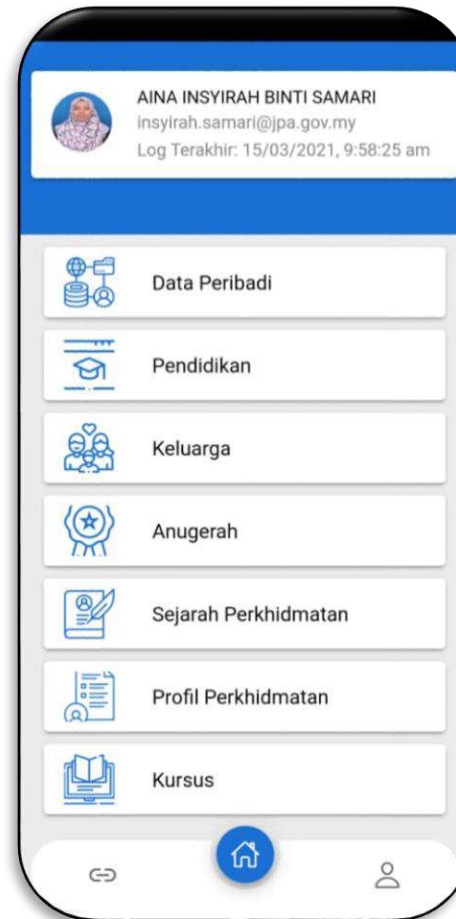 AINA INSYIRAH BINTI SAMARI
insyirah.samari@jpa.gov.my
Log Terakhir: 15/03/2021, 9:58:25 am
Data Peribadi
Pendidikan
Keluarga
Anugerah
Sejarah Perkhidmatan
Profil Perkhidmatan
Kursus